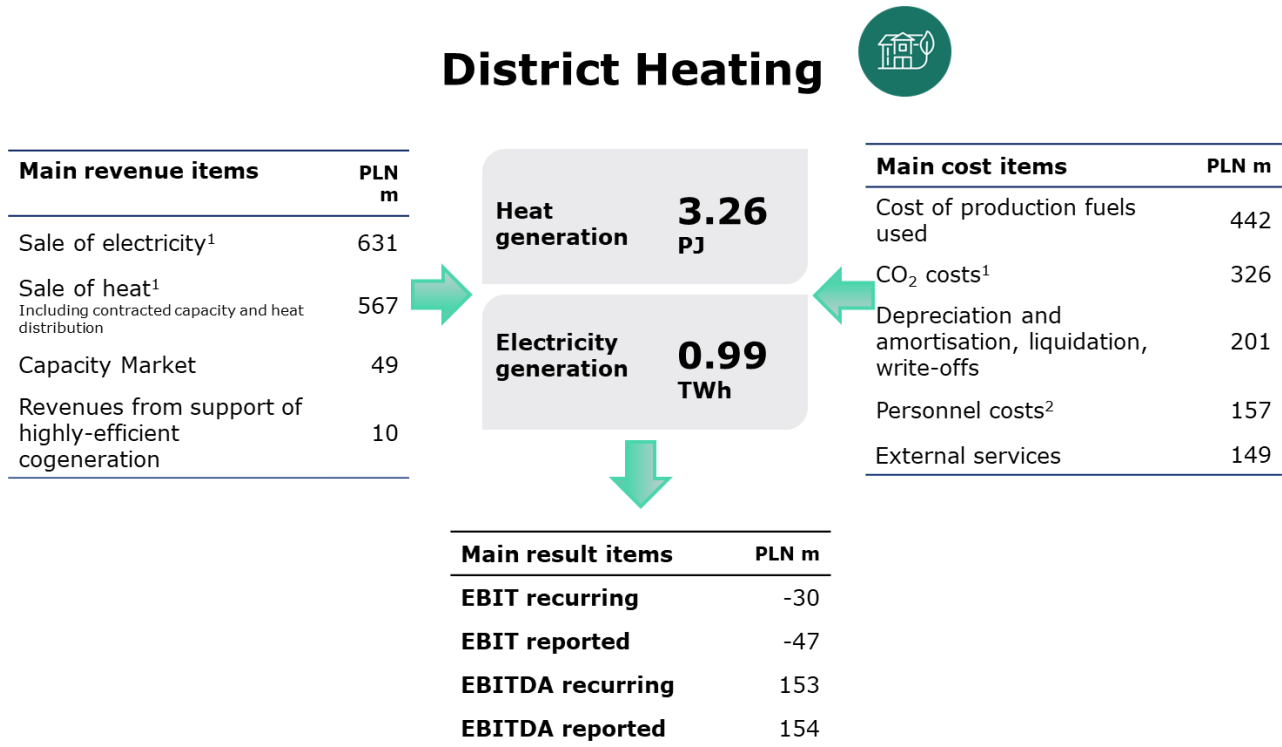 District Heating
Main revenue items PLN
m
Sale of electricity¹ 631
Sale of heat¹
Including contracted capacity and heat
distribution
567
Capacity Market 49
Revenues from support of
highly-efficient
cogeneration
10
Heat
generation
3.26
PJ
Electricity
generation
0.99
TWh
Main cost items PLN m
Cost of production fuels
used
442
CO₂ costs¹ 326
Depreciation and
amortisation, liquidation,
write-offs
201
Personnel costs² 157
External services 149
Main result items PLN m
EBIT recurring -30
EBIT reported -47
EBITDA recurring 153
EBITDA reported 154